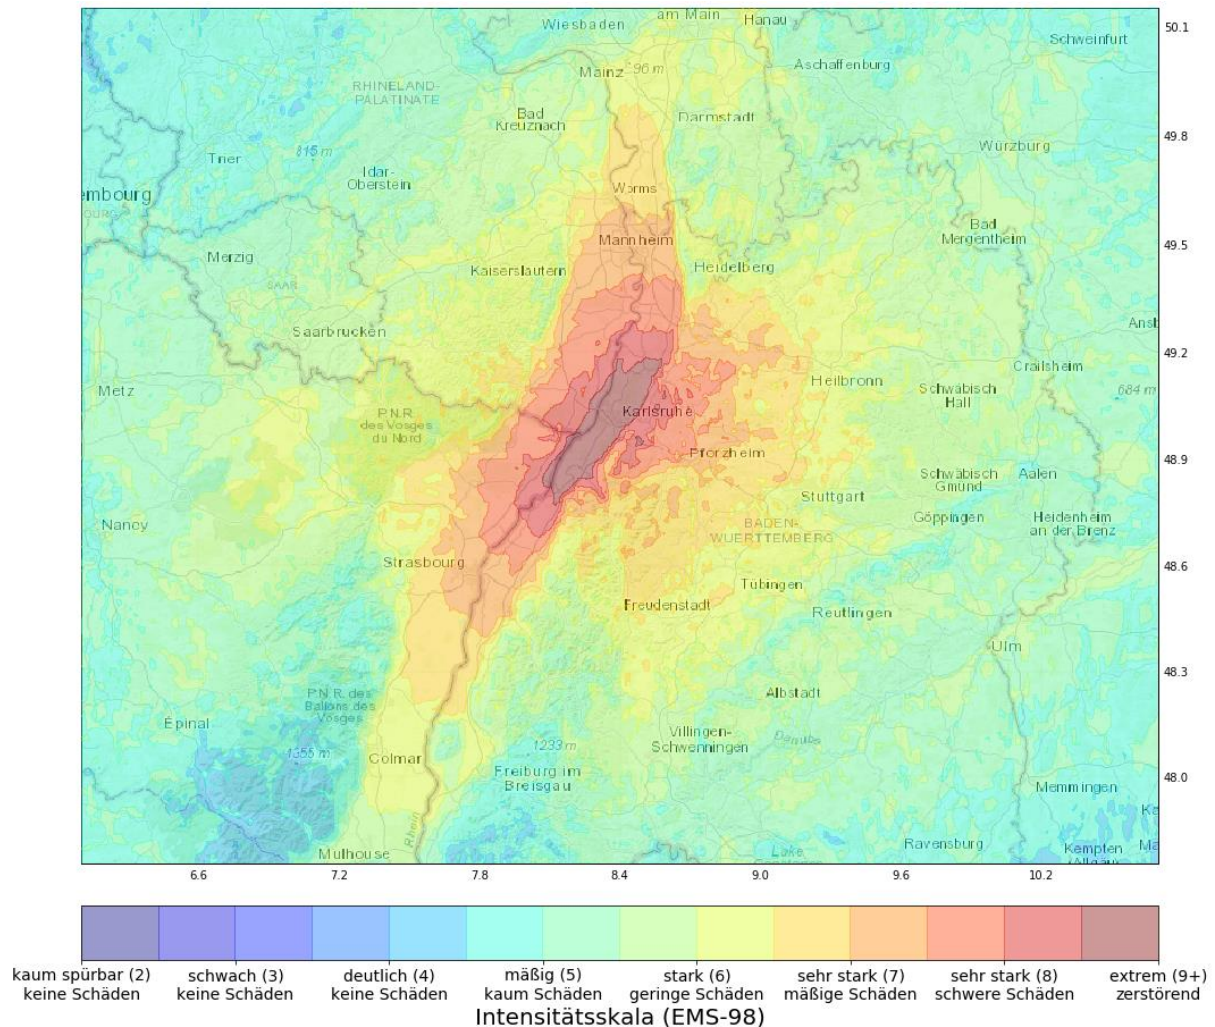 Wiesbaden
am Main
Hanau
50.1
Schweinfurt
Mainz
96 m
Aschaffenburg
RHINELAND-
PALATINATE
Bad
Kreuznach
Darmstadt
49.8
815 m
Trier
Würzburg
Idar-
Oberstein
embourg
Worms
Bad
Mergentheim
Mannheim
49.5
Merzig
Kaiserslautern
Heidelberg
SAAR
Saarbrucken
Ansb
49.2
Crailsheim
Metz
Heilbronn
Schwäbisch
Hall
684 m
P.N.R.
des Vosges
du Nord
Karlsruhe
Pforzheim
48.9
Schwäbisch
Gmünd
Aalen
Stuttgart
Nancy
Göppingen
Heidenheim
an der Brenz
BADEN-
WUERTTEMBERG
Strasbourg
48.6
Tübingen
Freudenstadt
Reutlingen
Ulm
48.3
P.N.R. des
Ballons des
Vosges
Albstadt
Épinal
Villingen-
Schwenningen
Danube
1233 m
Colmar
48.0
Freiburg im
Breisgau
Memmingen
Rhein
Mulhouse
Lake
Ravensburg
Kempten
(Allgäu)
Ma
6.6 7.2 7.8 8.4 9.0 9.6 10.2
kaum spürbar (2) schwach (3) deutlich (4) mäßig (5) stark (6) sehr stark (7) sehr stark (8) extrem (9+)
keine Schäden keine Schäden keine Schäden kaum Schäden geringe Schäden mäßige Schäden schwere Schäden zerstörend
Intensitätsskala (EMS-98)